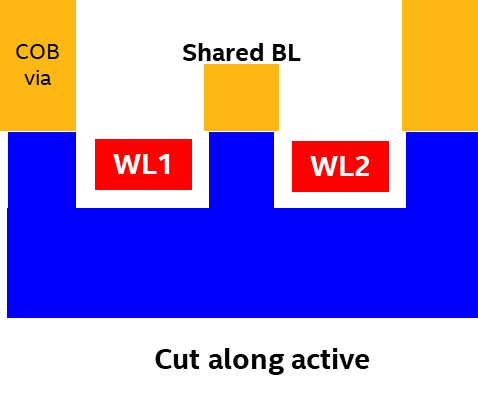 COB
via
Shared BL
WL1
WL2
Cut along active